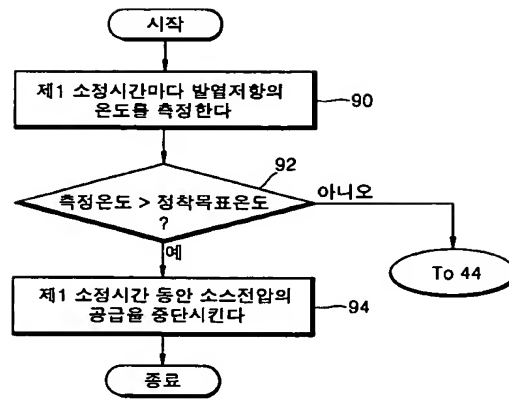 시작
제1 소정시간마다 발열저항의
온도를 측정한다
90
92
측정온도 > 정착목표온도
?
아니오
예
To 44
제1 소정시간 동안 소스전압의
공급을 중단시킨다
94
종료